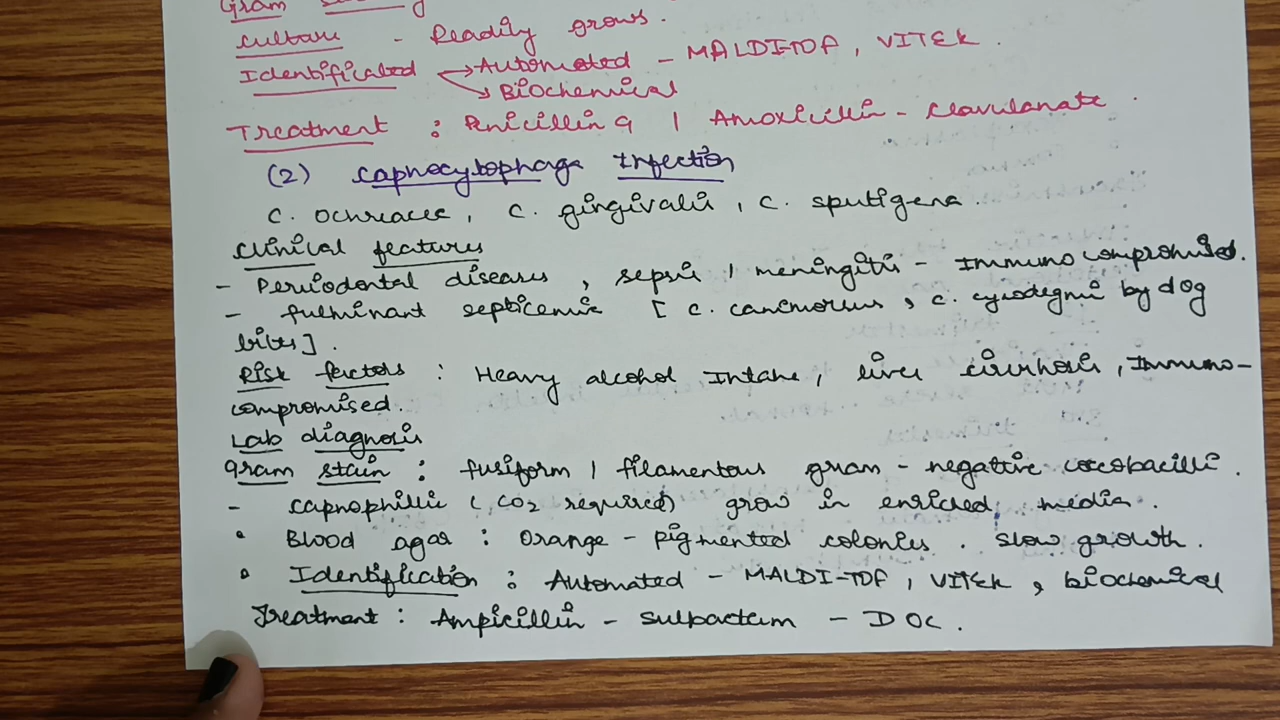 Gram
Culture - Readily grows.
Identificated → Automated - MALDI-TOF, VITEK.
→ Biochemical
Treatment : Penicillin G / Amoxicillin - Clavulanate.
(2) Capnocytophaga Infection
C. ochracea, C. gingivalis, C. sputigena.
Clinical features
- Periodontal diseases, sepsis / meningitis - Immunocompromised.
- fulminant septicemia [C. canimorsus, C. cynodegmi by dog
bites].
Risk factors : Heavy alcohol Intake, liver cirrhosis, Immuno-
compromised.
Lab diagnosis
Gram stain : fusiform / filamentous gram-negative coccobacilli.
- Capnophilic (CO2 required) grow in enriched media.
• Blood agar : Orange-pigmented colonies. Slow growth.
• Identification : Automated - MALDI-TOF, VITEK, biochemical
Treatment : Ampicillin - sulbactam - DOC.